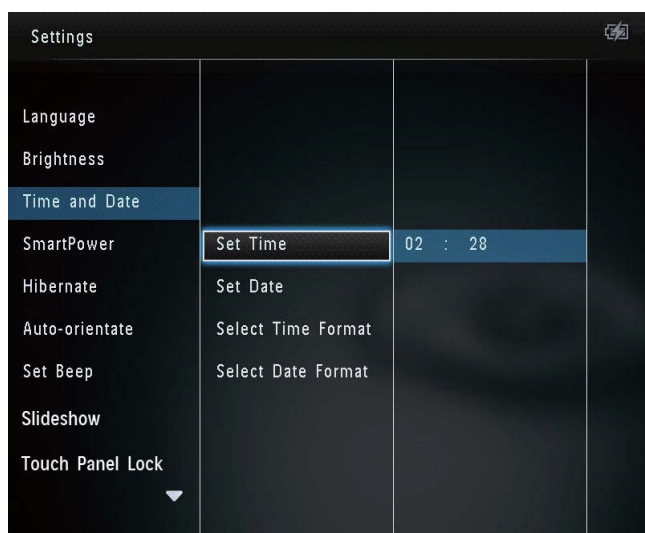 Settings
Language
Brightness
Time and Date
SmartPower
Hibernate
Auto-orientate
Set Beep
Slideshow
Touch Panel Lock
Set Time
Set Date
Select Time Format
Select Date Format
02 : 28